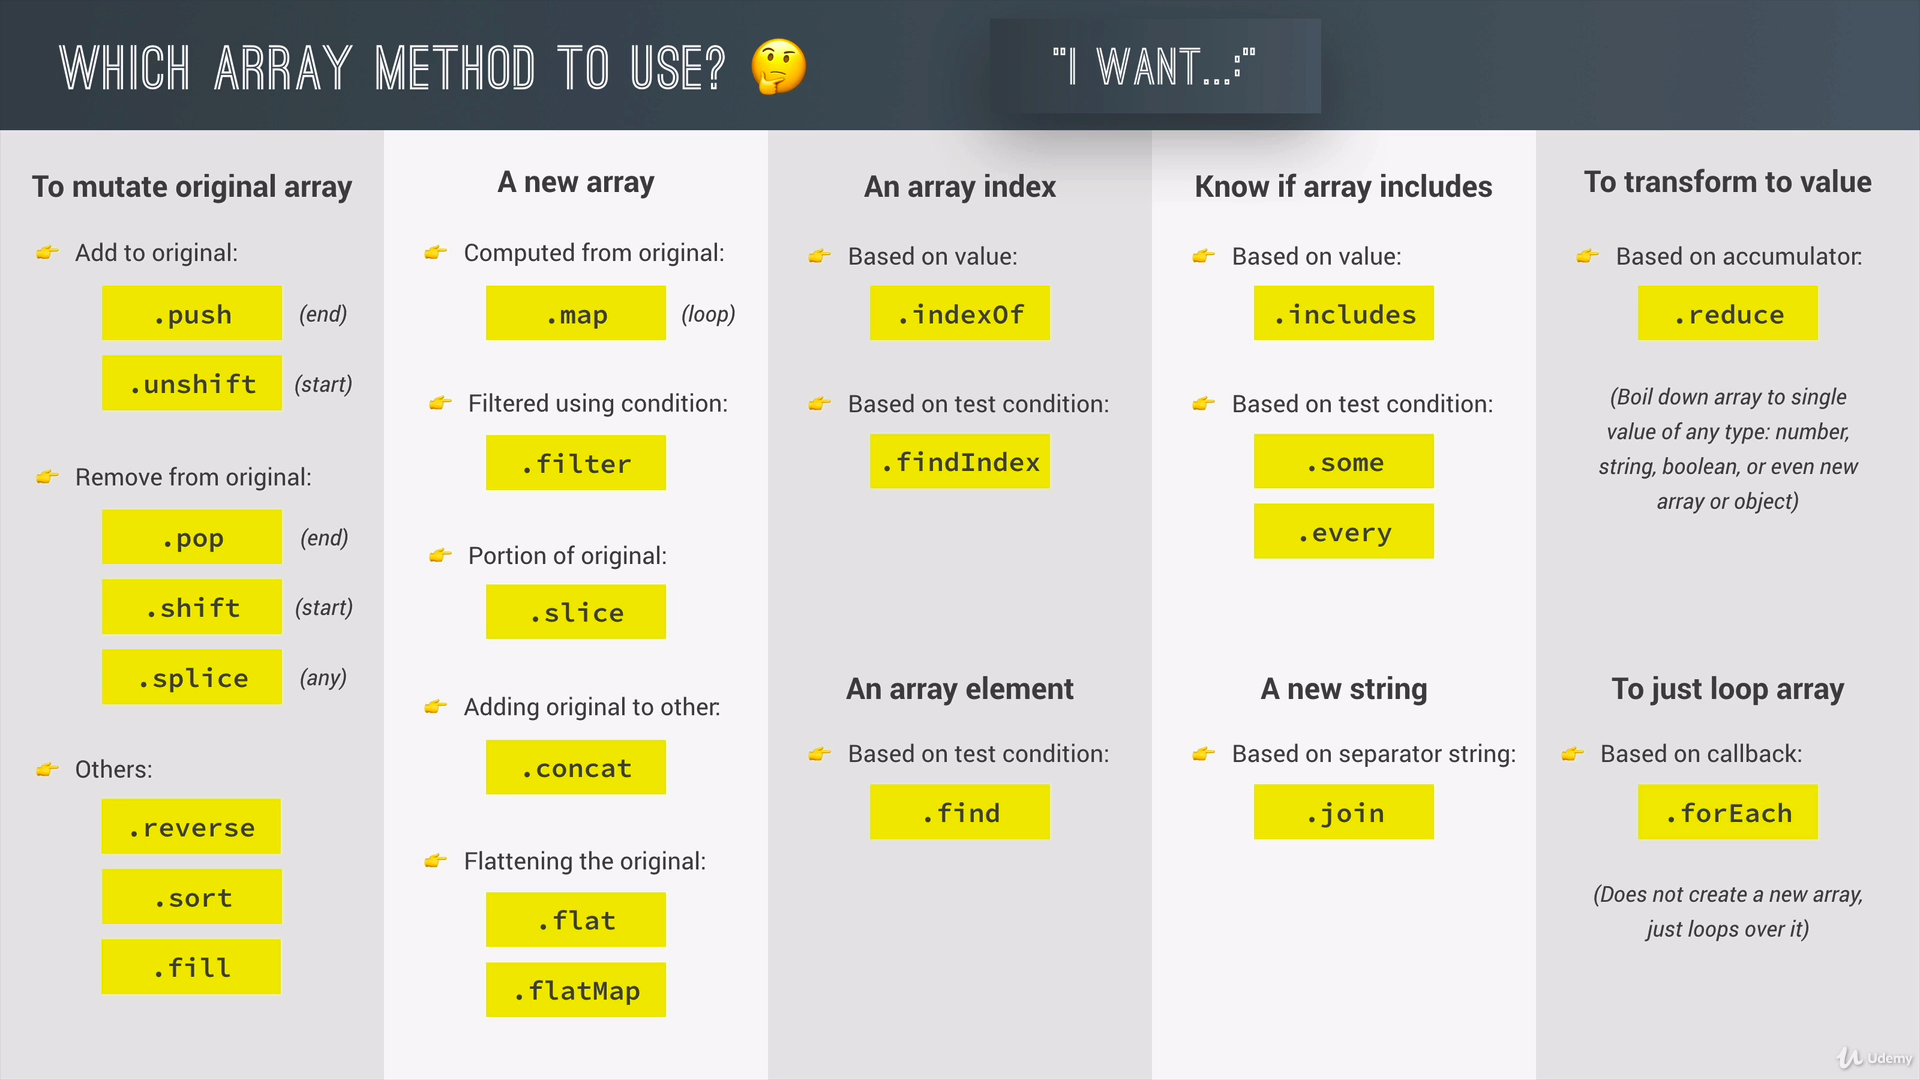 WHICH ARRAY METHOD TO USE? 🤔
"I WANT...:"
To mutate original array
👉 Add to original:
.push (end)
.unshift (start)
👉 Remove from original:
.pop (end)
.shift (start)
.splice (any)
👉 Others:
.reverse
.sort
.fill
A new array
👉 Computed from original:
.map (loop)
👉 Filtered using condition:
.filter
👉 Portion of original:
.slice
👉 Adding original to other:
.concat
👉 Flattening the original:
.flat
.flatMap
An array index
👉 Based on value:
.indexOf
👉 Based on test condition:
.findIndex
An array element
👉 Based on test condition:
.find
Know if array includes
👉 Based on value:
.includes
👉 Based on test condition:
.some
.every
A new string
👉 Based on separator string:
.join
To transform to value
👉 Based on accumulator:
.reduce
(Boil down array to single
value of any type: number,
string, boolean, or even new
array or object)
To just loop array
👉 Based on callback:
.forEach
(Does not create a new array,
just loops over it)
Udemy